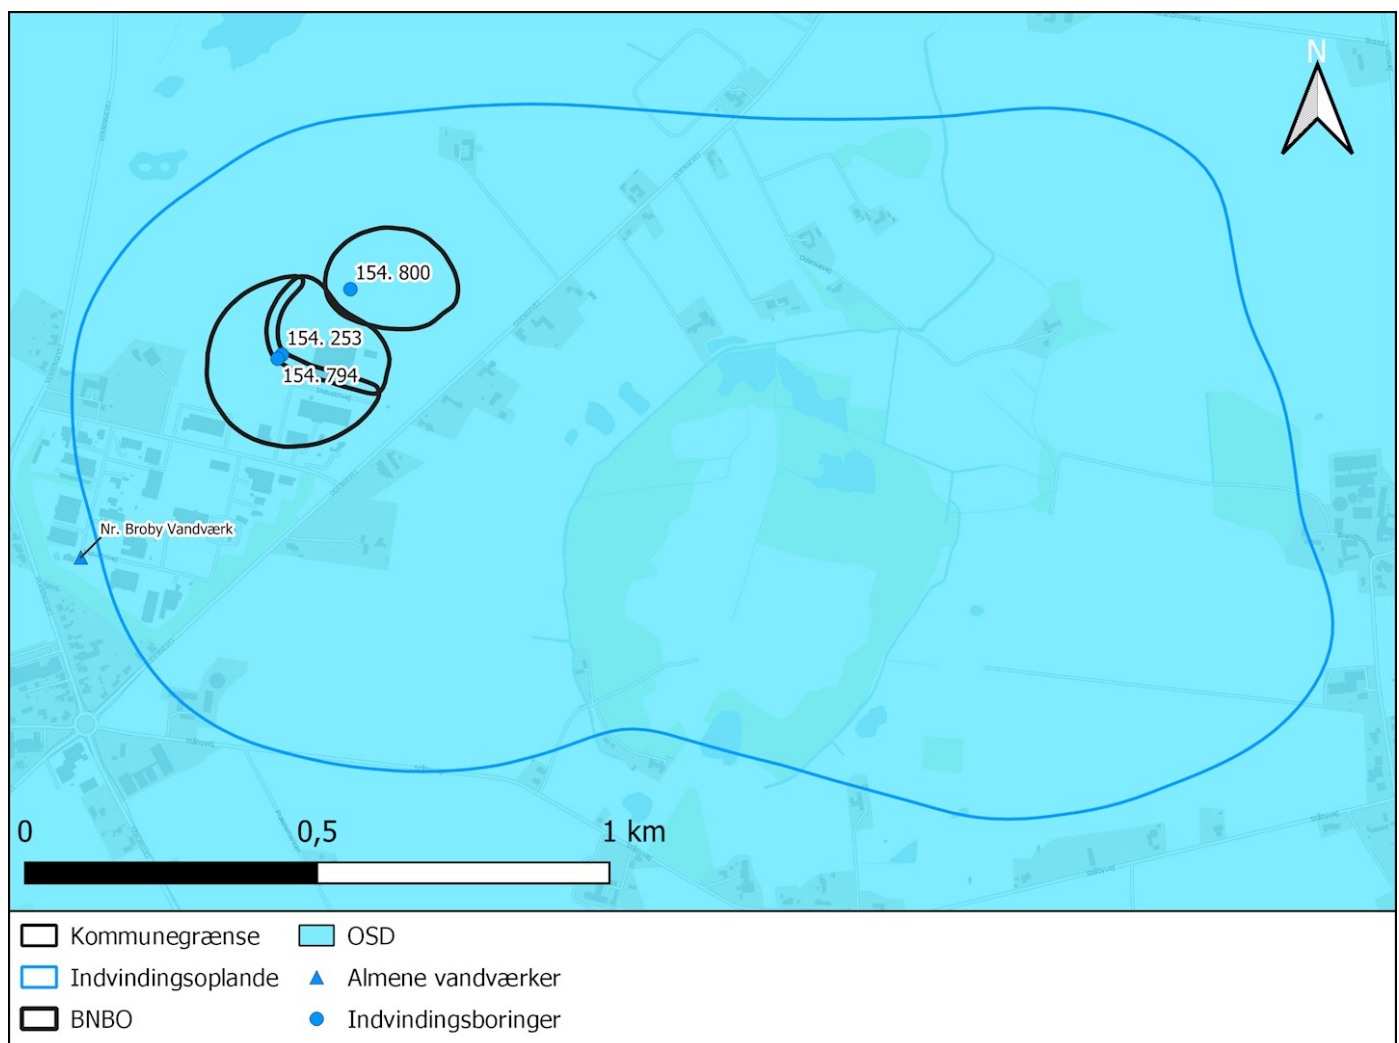 N
154. 800
154. 253
154. 794
Nr. Broby Vandværk
0 0,5 1 km
Kommunegrænse OSD
Indvindingsoplande Almene vandværker
BNBO Indvindingsboringer